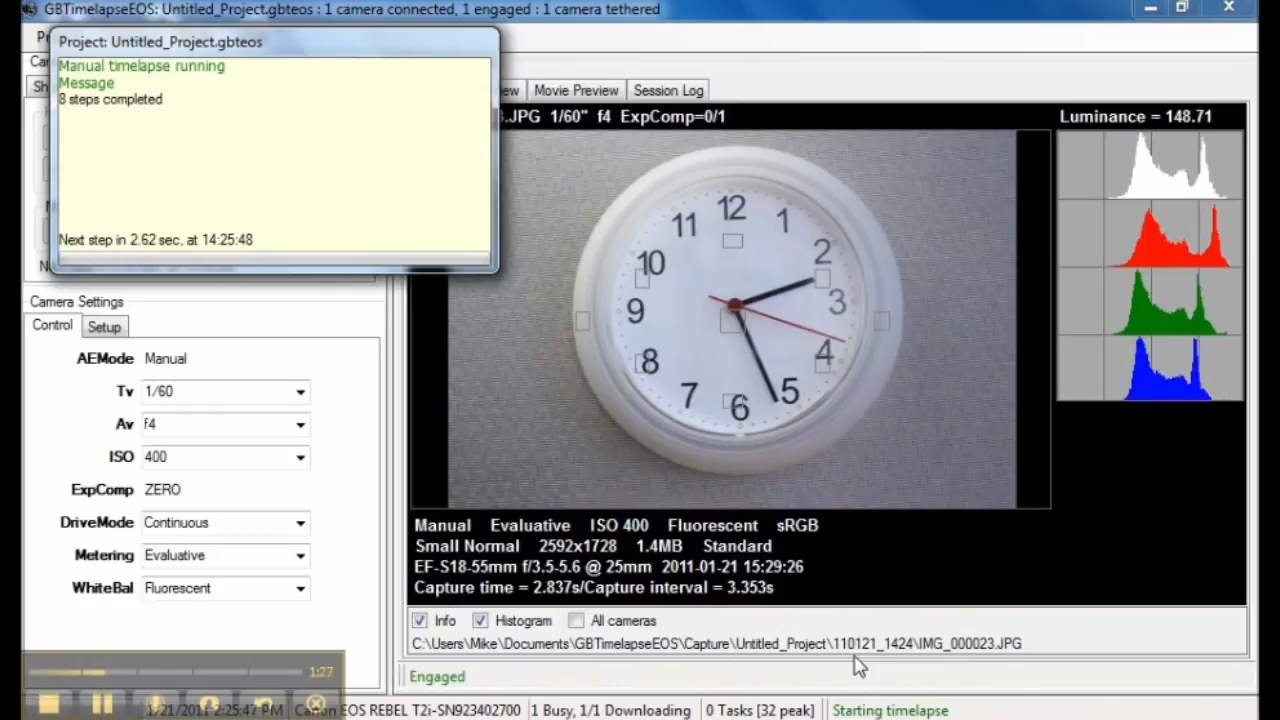 GBTimelapseEOS: Untitled_Project.gbteos : 1 camera connected, 1 engaged : 1 camera tethered
Project: Untitled_Project.gbteos
Manual timelapse running
Message
8 steps completed
Next step in 2.62 sec, at 14:25:48
Movie Preview
Session Log
.JPG 1/60" f4 ExpComp=0/1
Luminance = 148.71
12
11
1
10
2
9
3
8
4
7
5
6
Camera Settings
Control
Setup
AEMode Manual
Tv 1/60
Av f4
ISO 400
ExpComp ZERO
DriveMode Continuous
Metering Evaluative
WhiteBal Fluorescent
Manual Evaluative ISO 400 Fluorescent sRGB
Small Normal 2592x1728 1.4MB Standard
EF-S18-55mm f/3.5-5.6 @ 25mm 2011-01-21 15:29:26
Capture time = 2.837s/Capture interval = 3.353s
Info
Histogram
All cameras
C:\Users\Mike\Documents\GBTimelapseEOS\Capture\Untitled_Project\110121_1424\IMG_000023.JPG
Engaged
1:27
1/21/2011 2:25:47 PM
Canon EOS REBEL T2i-SN923402700
1 Busy, 1/1 Downloading
0 Tasks [32 peak]
Starting timelapse